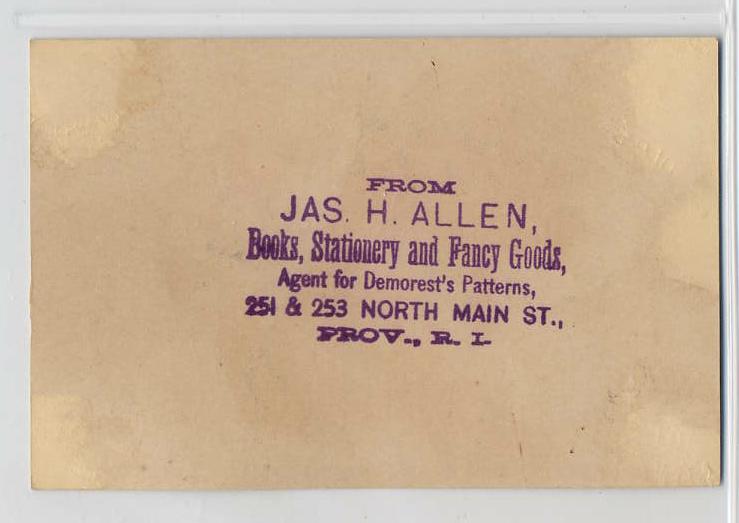 FROM
JAS. H. ALLEN,
Books, Stationery and Fancy Goods,
Agent for Demorest's Patterns,
251 & 253 NORTH MAIN ST.,
PROV., R. I.